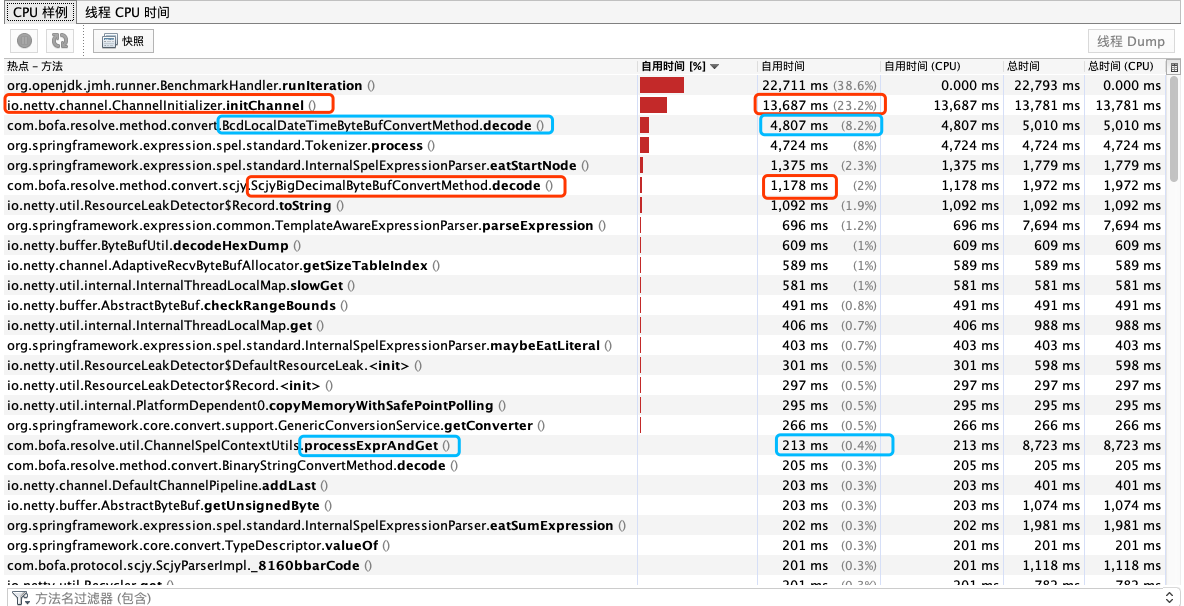 CPU 样例 线程 CPU 时间
快照 线程 Dump
热点 – 方法 自用时间 [%] 自用时间 自用时间 (CPU) 总时间 总时间 (CPU)
org.openjdk.jmh.runner.BenchmarkHandler.runIteration () 22,711 ms (38.6%) 0.000 ms 22,793 ms 0.000 ms
io.netty.channel.ChannelInitializer.initChannel () 13,687 ms (23.2%) 13,687 ms 13,781 ms 13,781 ms
com.bofa.resolve.method.convert.BcdLocalDateTimeByteBufConvertMethod.decode () 4,807 ms (8.2%) 4,807 ms 5,010 ms 5,010 ms
org.springframework.expression.spel.standard.Tokenizer.process () 4,724 ms (8%) 4,724 ms 4,724 ms 4,724 ms
org.springframework.expression.spel.standard.InternalSpelExpressionParser.eatStartNode () 1,375 ms (2.3%) 1,375 ms 1,779 ms 1,779 ms
com.bofa.resolve.method.convert.scjy.ScjyBigDecimalByteBufConvertMethod.decode () 1,178 ms (2%) 1,178 ms 1,972 ms 1,972 ms
io.netty.util.ResourceLeakDetector$Record.toString () 1,092 ms (1.9%) 1,092 ms 1,092 ms 1,092 ms
org.springframework.expression.common.TemplateAwareExpressionParser.parseExpression () 696 ms (1.2%) 696 ms 7,694 ms 7,694 ms
io.netty.buffer.ByteBufUtil.decodeHexDump () 609 ms (1%) 609 ms 609 ms 609 ms
io.netty.channel.AdaptiveRecvByteBufAllocator.getSizeTableIndex () 589 ms (1%) 589 ms 589 ms 589 ms
io.netty.util.internal.InternalThreadLocalMap.slowGet () 581 ms (1%) 581 ms 581 ms 581 ms
io.netty.buffer.AbstractByteBuf.checkRangeBounds () 491 ms (0.8%) 491 ms 491 ms 491 ms
io.netty.util.internal.InternalThreadLocalMap.get () 406 ms (0.7%) 406 ms 988 ms 988 ms
org.springframework.expression.spel.standard.InternalSpelExpressionParser.maybeEatLiteral () 403 ms (0.7%) 403 ms 403 ms 403 ms
io.netty.util.ResourceLeakDetector$DefaultResourceLeak.<init> () 301 ms (0.5%) 301 ms 598 ms 598 ms
io.netty.util.ResourceLeakDetector$Record.<init> () 297 ms (0.5%) 297 ms 297 ms 297 ms
io.netty.util.internal.PlatformDependent0.copyMemoryWithSafePointPolling () 295 ms (0.5%) 295 ms 295 ms 295 ms
org.springframework.core.convert.support.GenericConversionService.getConverter () 266 ms (0.5%) 266 ms 266 ms 266 ms
com.bofa.resolve.util.ChannelSpelContextUtils.processExprAndGet () 213 ms (0.4%) 213 ms 8,723 ms 8,723 ms
com.bofa.resolve.method.convert.BinaryStringConvertMethod.decode () 205 ms (0.3%) 205 ms 205 ms 205 ms
io.netty.channel.DefaultChannelPipeline.addLast () 203 ms (0.3%) 203 ms 401 ms 401 ms
io.netty.buffer.AbstractByteBuf.getUnsignedByte () 203 ms (0.3%) 203 ms 1,074 ms 1,074 ms
org.springframework.expression.spel.standard.InternalSpelExpressionParser.eatSumExpression () 202 ms (0.3%) 202 ms 1,981 ms 1,981 ms
org.springframework.core.convert.TypeDescriptor.valueOf () 201 ms (0.3%) 201 ms 201 ms 201 ms
com.bofa.protocol.scjy.ScjyParserImpl._8160bbarCode () 201 ms (0.3%) 201 ms 1,118 ms 1,118 ms
io.netty.util.Recycler.get () 201 ms (0.3%) 201 ms 782 ms 782 ms
方法名过滤器 (包含)